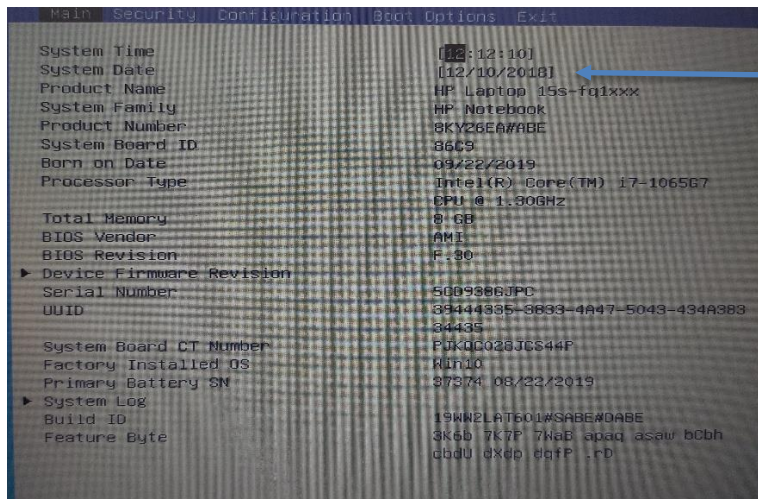 Main Security Configuration Boot Options Exit
System Time [12:12:10]
System Date [12/10/2018]
Product Name HP Laptop 15s-fq1xxx
System Family HP Notebook
Product Number 8KY26EA#ABE
System Board ID 86C9
Born on Date 09/22/2019
Processor Type Intel(R) Core(TM) i7-1065G7
CPU @ 1.30GHz
Total Memory 8 GB
BIOS Vendor AMI
BIOS Revision F.30
Device Firmware Revision
Serial Number 5CD938GJPC
UUID 39444335-3833-4A47-5043-434A383
34435
System Board CT Number PJKQC028JCS44P
Factory Installed OS Win10
Primary Battery SN 37374 08/22/2019
System Log
Build ID 19WW2LAT601#SABE#DABE
Feature Byte 3K6b 7K7P 7WaB apaq asaw bCbh
cbdU dXdp dqfP .rD